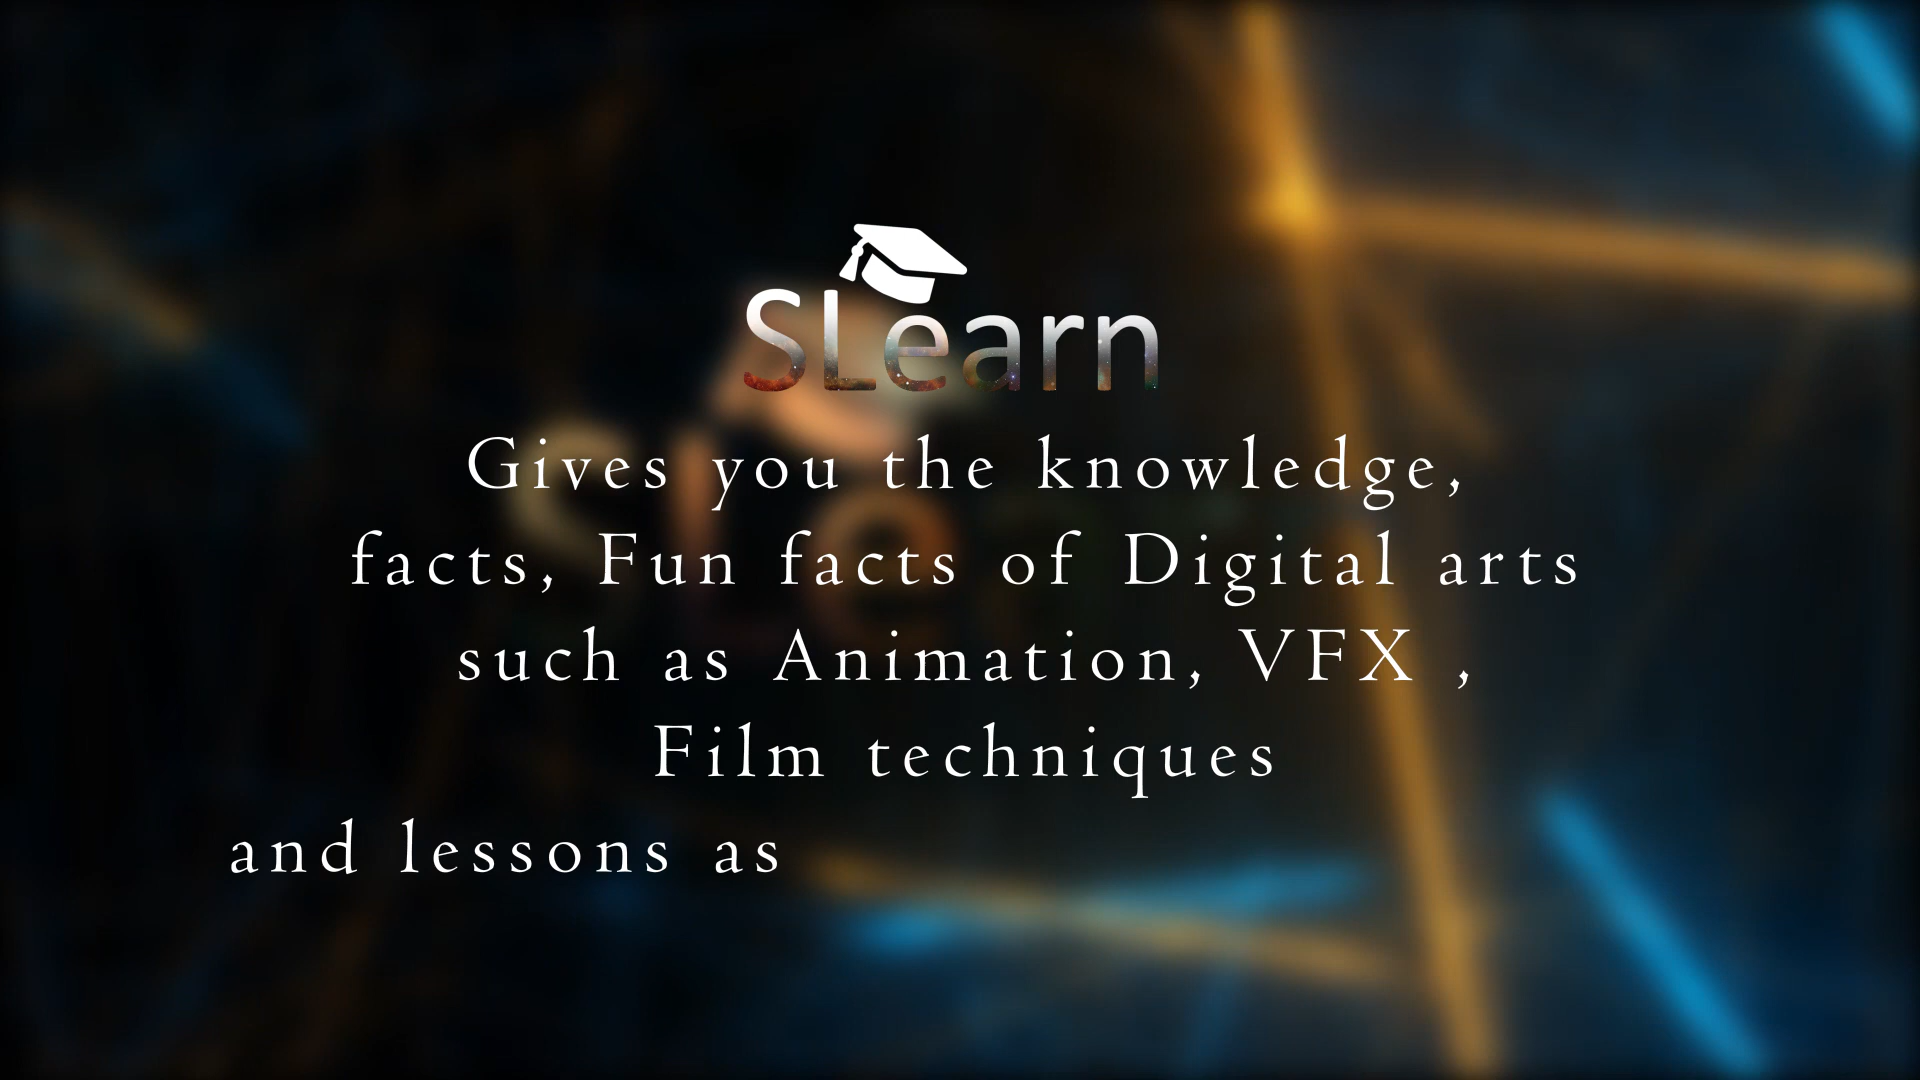 SLearn
Gives you the knowledge,
facts, Fun facts of Digital arts
such as Animation, VFX ,
Film techniques
and lessons as